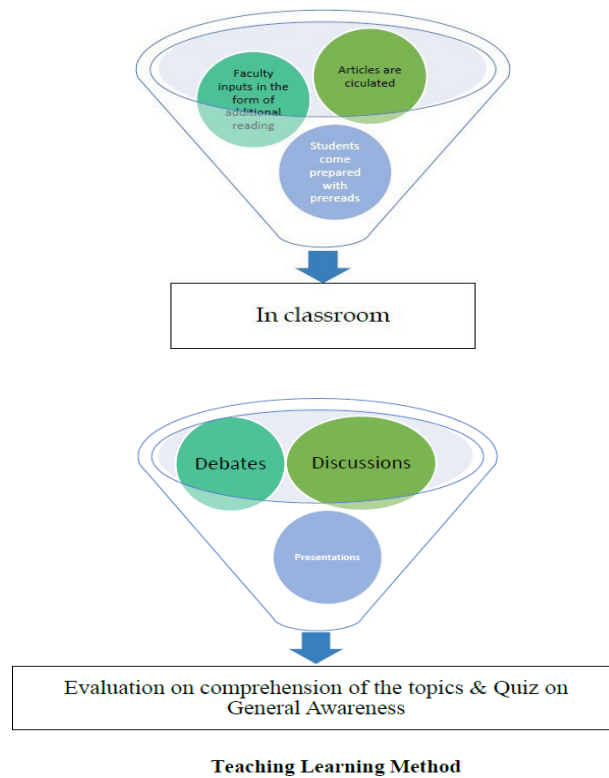 Faculty
inputs in the
form of
additional
reading
Articles are
ciculated
Students
come
prepared
with
prereads
In classroom
Debates
Discussions
Presentations
Evaluation on comprehension of the topics & Quiz on
General Awareness
Teaching Learning Method